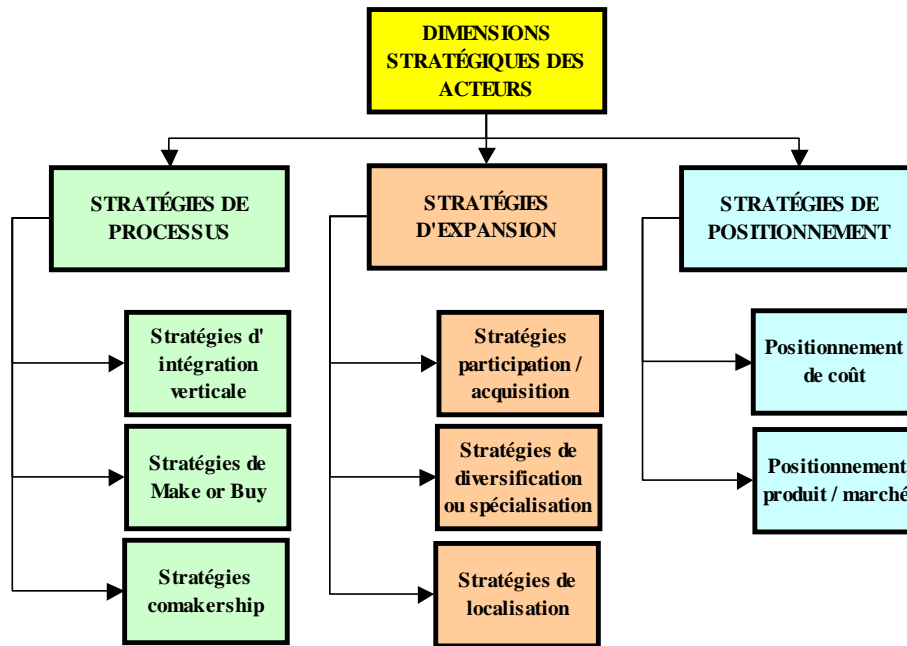 DIMENSIONS
STRATÉGIQUES DES
ACTEURS
STRATÉGIES DE
PROCESSUS
STRATÉGIES
D'EXPANSION
STRATÉGIES DE
POSITIONNEMENT
Stratégies d'
intégration
verticale
Stratégies de
Make or Buy
Stratégies
comakership
Stratégies
participation /
acquisition
Stratégies de
diversification
ou spécialisation
Stratégies de
localisation
Positionnement
de coût
Positionnement
produit / marché